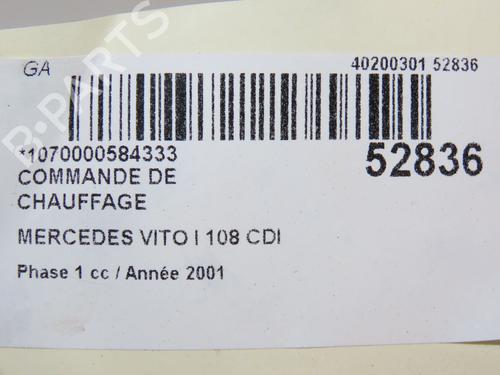 GA
40200301 52836
*1070000584333
52836
COMMANDE DE
CHAUFFAGE
MERCEDES VITO I 108 CDI
Phase 1 cc / Année 2001
B-PARTS